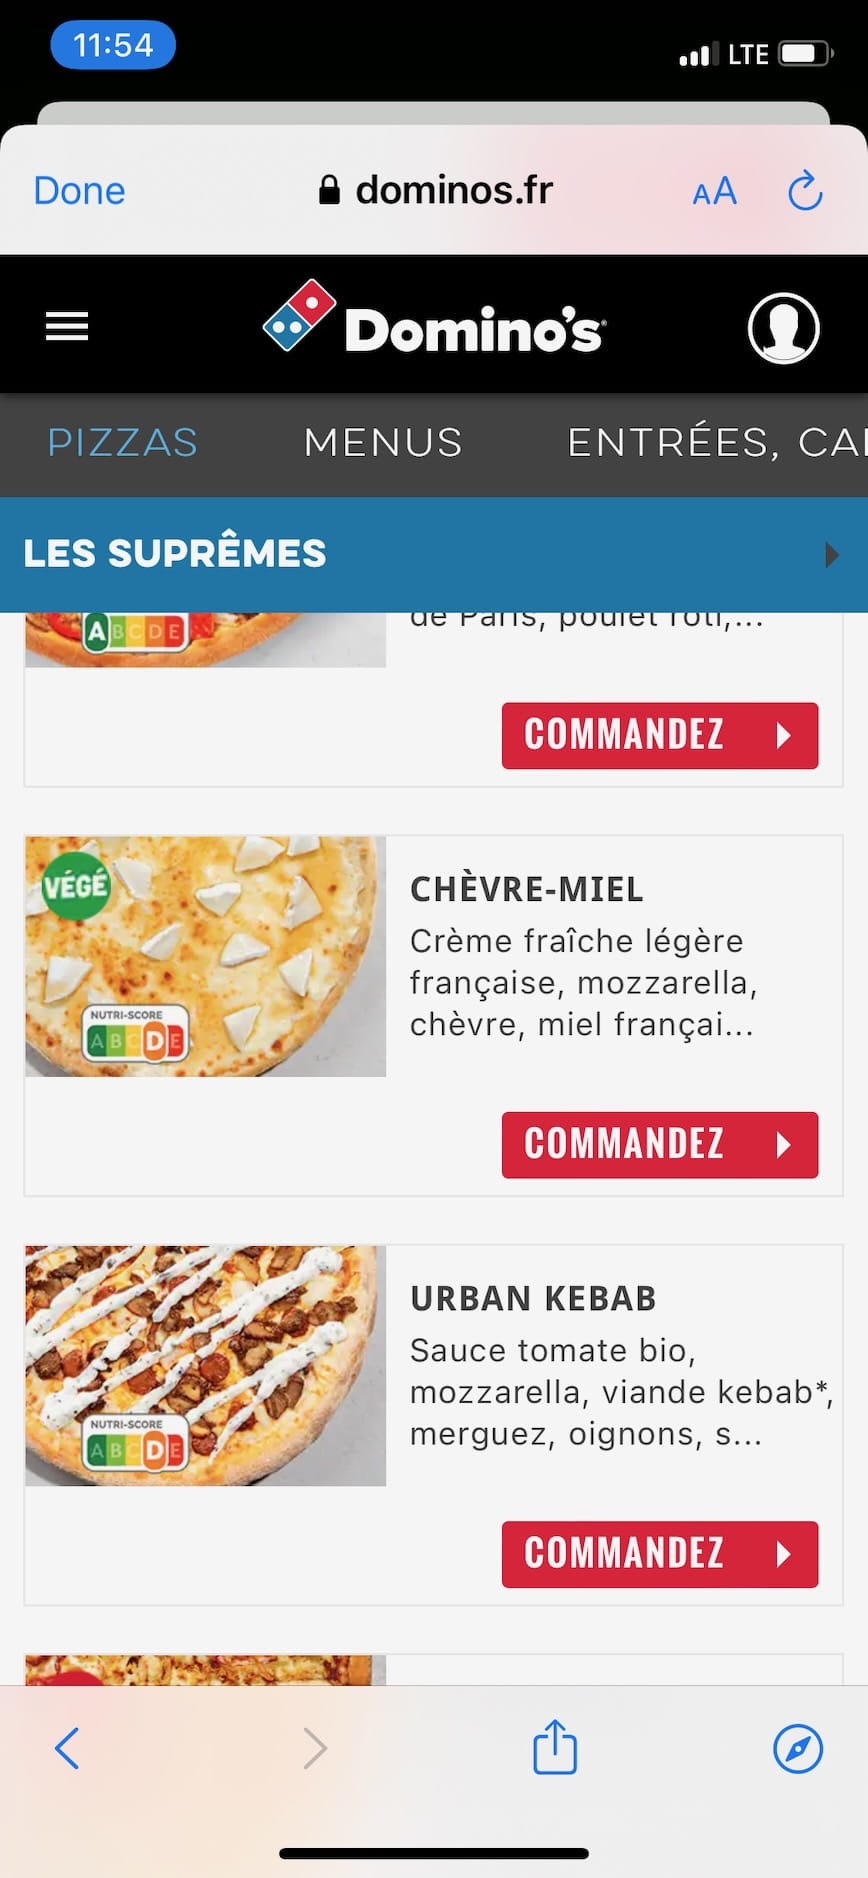 11:54
LTE
Done
dominos.fr
AA
Domino's
PIZZAS
MENUS
ENTRÉES, CA
LES SUPRÊMES
ABCDE
de Paris, poulet rôti,...
COMMANDEZ
VÉGÉ
NUTRI-SCORE
ABCDE
CHÈVRE-MIEL
Crème fraîche légère
française, mozzarella,
chèvre, miel françai...
COMMANDEZ
NUTRI-SCORE
ABCDE
URBAN KEBAB
Sauce tomate bio,
mozzarella, viande kebab*,
merguez, oignons, s...
COMMANDEZ